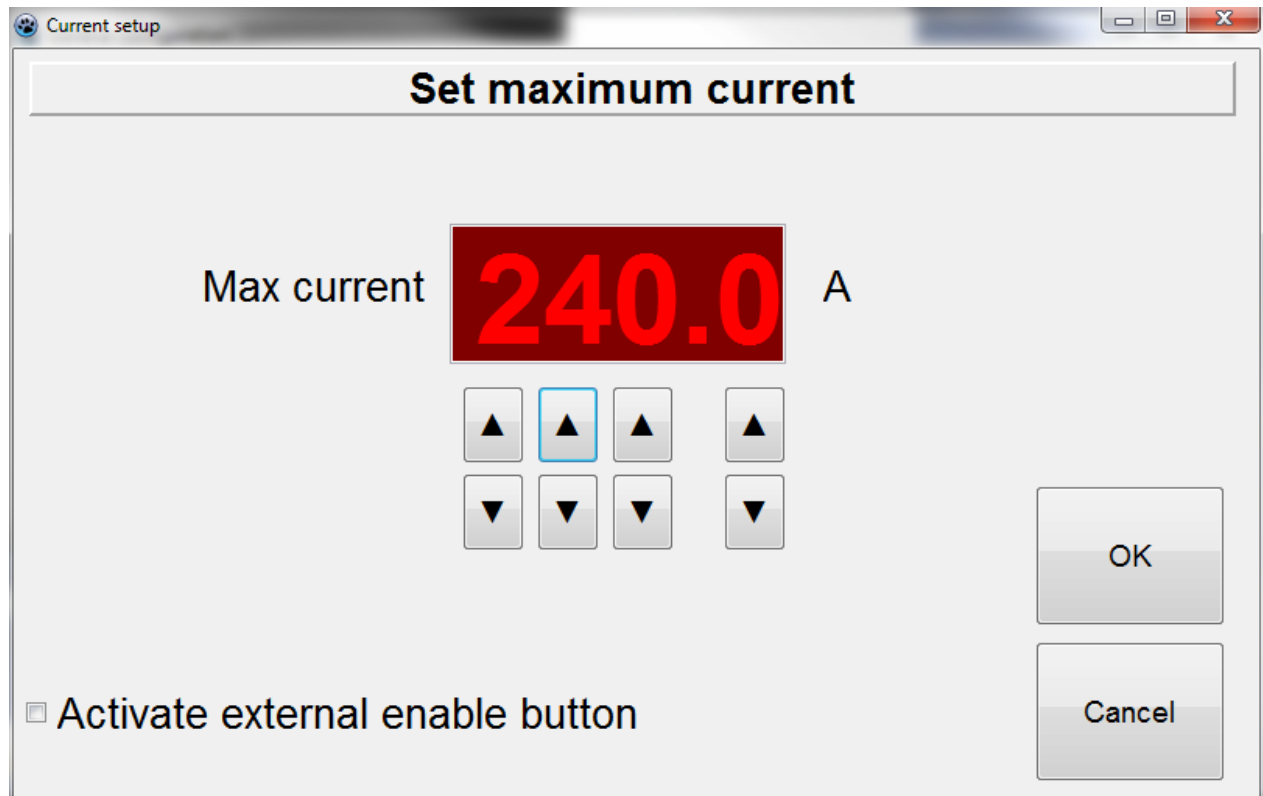 Current setup
Set maximum current
Max current 240.0 A
▲ ▲ ▲ ▲
▼ ▼ ▼ ▼
OK
Activate external enable button
Cancel